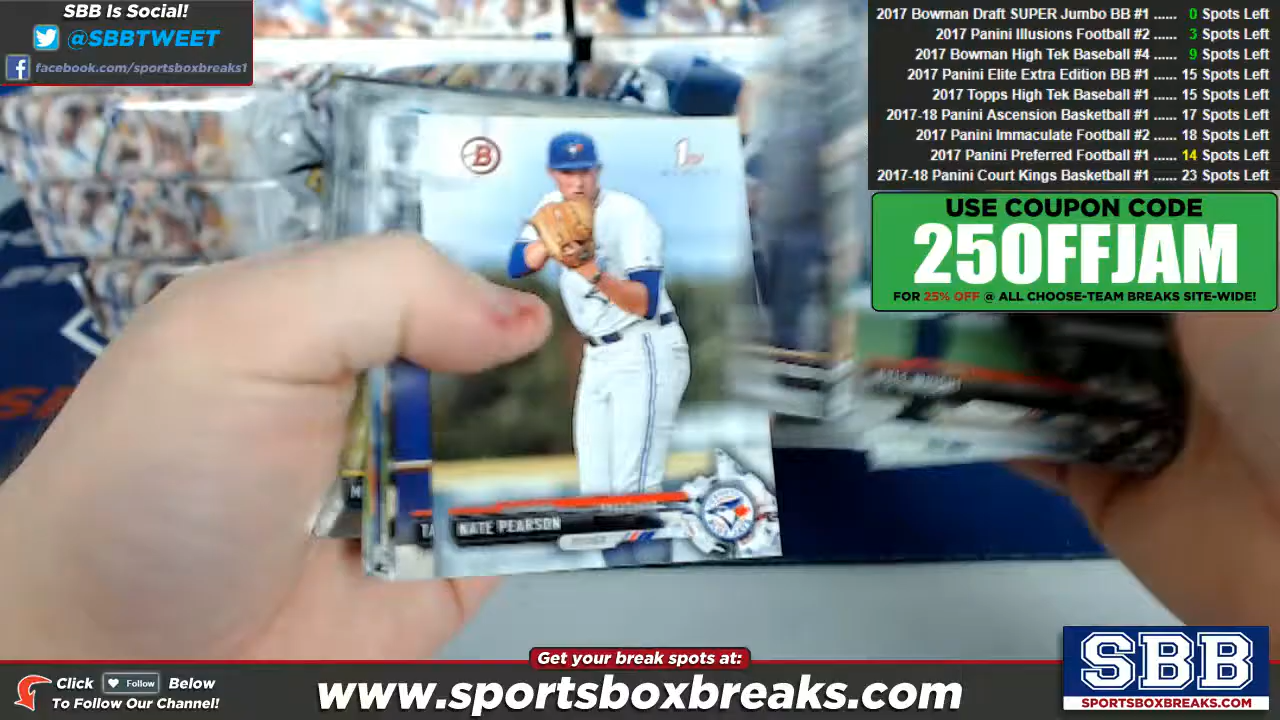 SBB Is Social!
@SBBTWEET
f facebook.com/sportsboxbreaks1
2017 Bowman Draft SUPER Jumbo BB #1 ...... 0 Spots Left
2017 Panini Illusions Football #2 ...... 3 Spots Left
2017 Bowman High Tek Baseball #4 ...... 9 Spots Left
2017 Panini Elite Extra Edition BB #1 ...... 15 Spots Left
2017 Topps High Tek Baseball #1 ...... 15 Spots Left
2017-18 Panini Ascension Basketball #1 ...... 17 Spots Left
2017 Panini Immaculate Football #2 ...... 18 Spots Left
2017 Panini Preferred Football #1 ...... 14 Spots Left
2017-18 Panini Court Kings Basketball #1 ...... 23 Spots Left
USE COUPON CODE
25OFFJAM
FOR 25% OFF @ ALL CHOOSE-TEAM BREAKS SITE-WIDE!
B
1
NATE PEARSON
Get your break spots at:
www.sportsboxbreaks.com
Click Follow Below
To Follow Our Channel!
SBB
SPORTSBOXBREAKS.COM